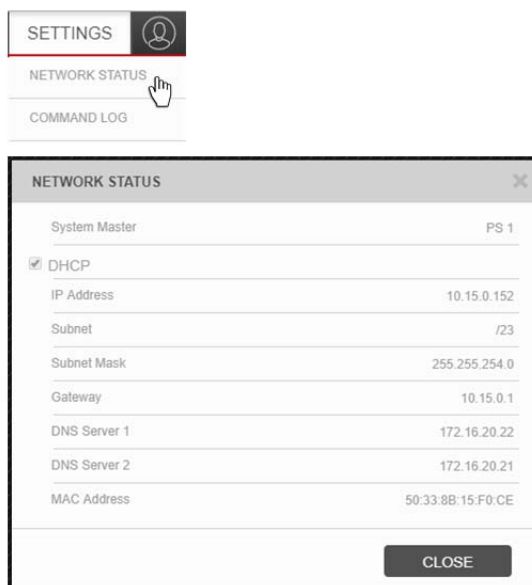 SETTINGS
NETWORK STATUS
COMMAND LOG
NETWORK STATUS
System Master PS 1
DHCP
IP Address 10.15.0.152
Subnet /23
Subnet Mask 255.255.254.0
Gateway 10.15.0.1
DNS Server 1 172.16.20.22
DNS Server 2 172.16.20.21
MAC Address 50:33:8B:15:F0:CE
CLOSE